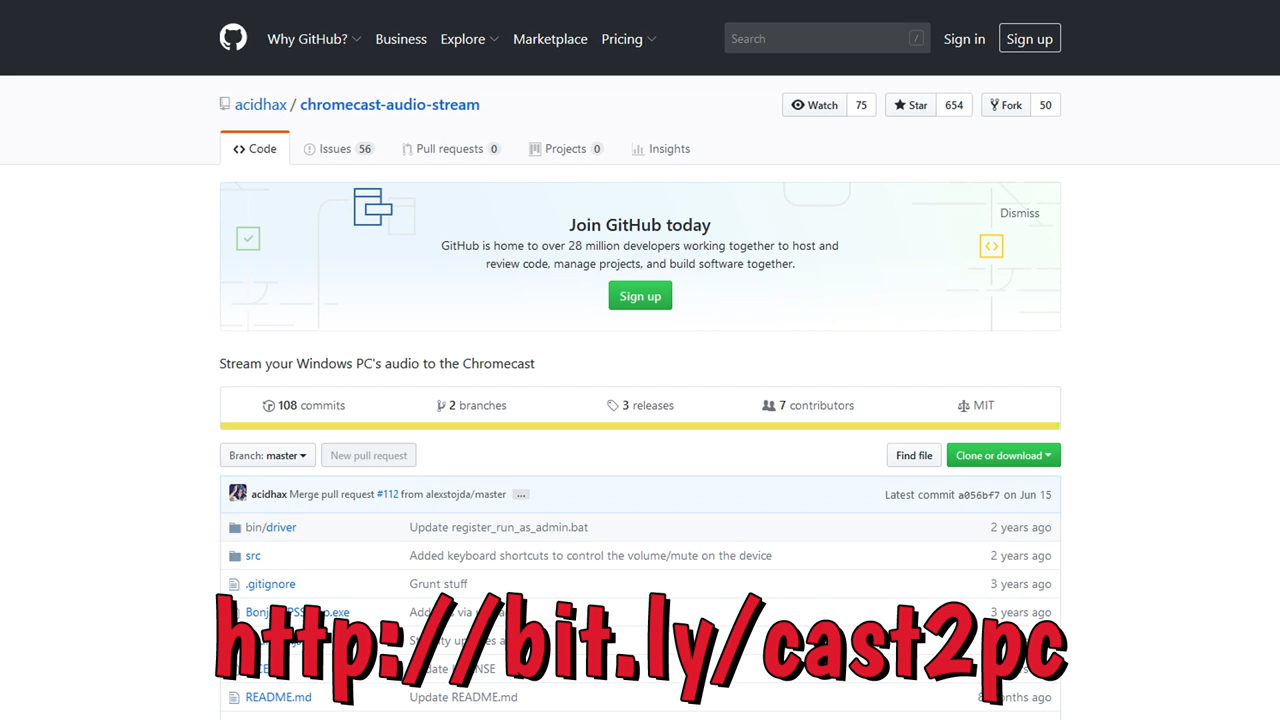 Why GitHub? Business Explore Marketplace Pricing Search / Sign in Sign up
acidhax / chromecast-audio-stream Watch 75 Star 654 Fork 50
Code Issues 56 Pull requests 0 Projects 0 Insights
Join GitHub today
Dismiss
GitHub is home to over 28 million developers working together to host and
review code, manage projects, and build software together.
Sign up
Stream your Windows PC's audio to the Chromecast
108 commits 2 branches 3 releases 7 contributors MIT
Branch: master New pull request Find file Clone or download
acidhax Merge pull request #112 from alexstojda/master ... Latest commit a056bf7 on Jun 15
bin/driver Update register_run_as_admin.bat 2 years ago
src Added keyboard shortcuts to control the volume/mute on the device 2 years ago
.gitignore Grunt stuff 3 years ago
http://bit.ly/cast2pc
README.md Update README.md months ago